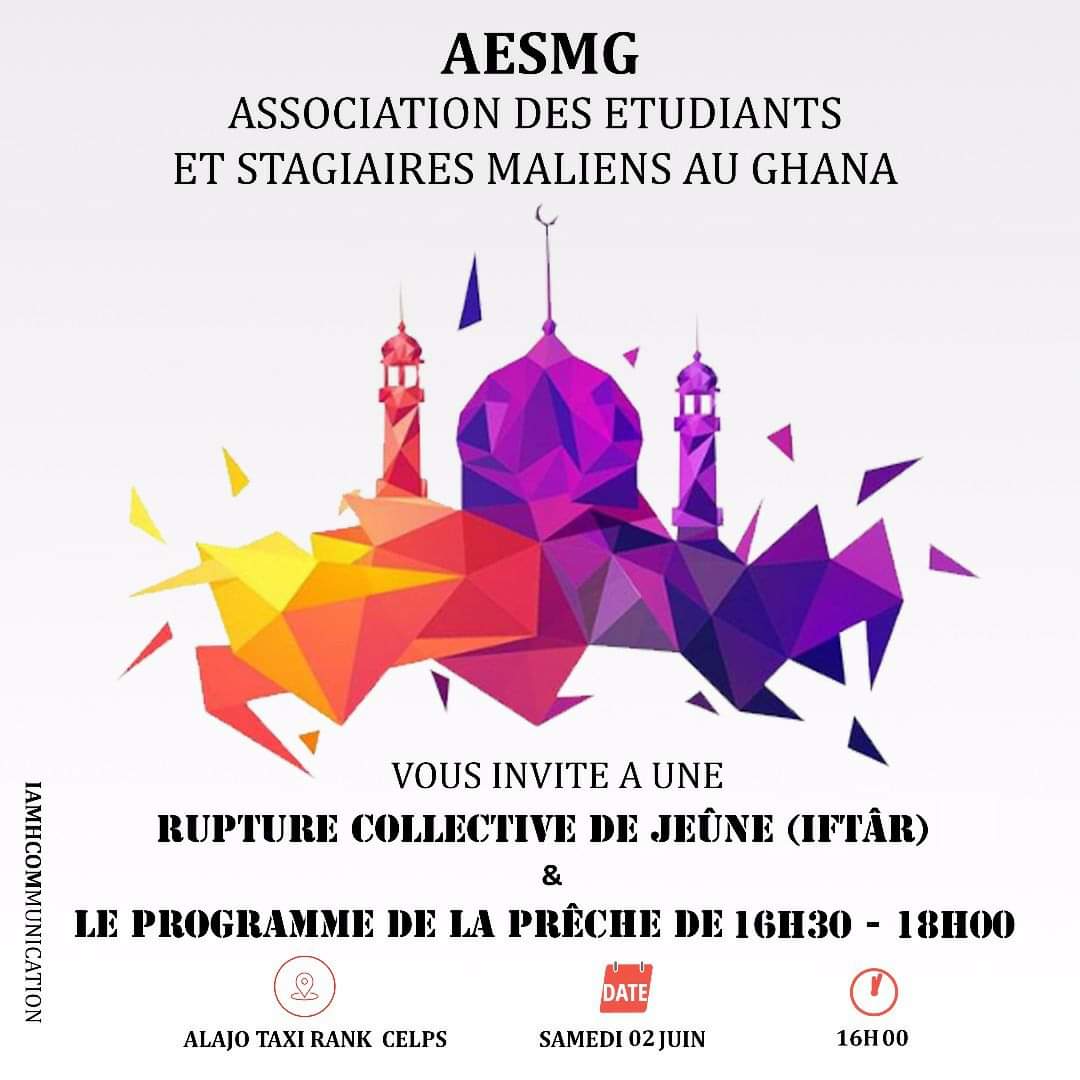 AESMG
ASSOCIATION DES ETUDIANTS
ET STAGIAIRES MALIENS AU GHANA
VOUS INVITE A UNE
RUPTURE COLLECTIVE DE JEÛNE (IFTÂR)
&
LE PROGRAMME DE LA PRÊCHE DE 16H30 - 18H00
DATE
ALAJO TAXI RANK CELPS
SAMEDI 02 JUIN
16H00
IAMHCOMMUNICATION